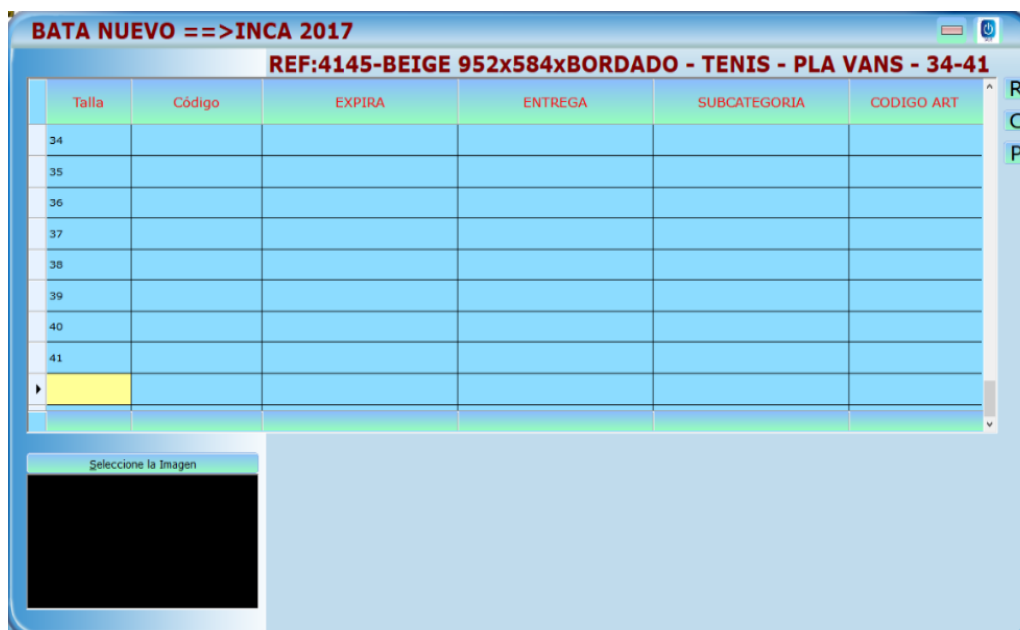 BATA NUEVO ==>INCA 2017
REF:4145-BEIGE 952x584xBORDADO - TENIS - PLA VANS - 34-41
Talla Código EXPIRA ENTREGA SUBCATEGORIA CODIGO ART
34
35
36
37
38
39
40
41
Seleccione la Imagen